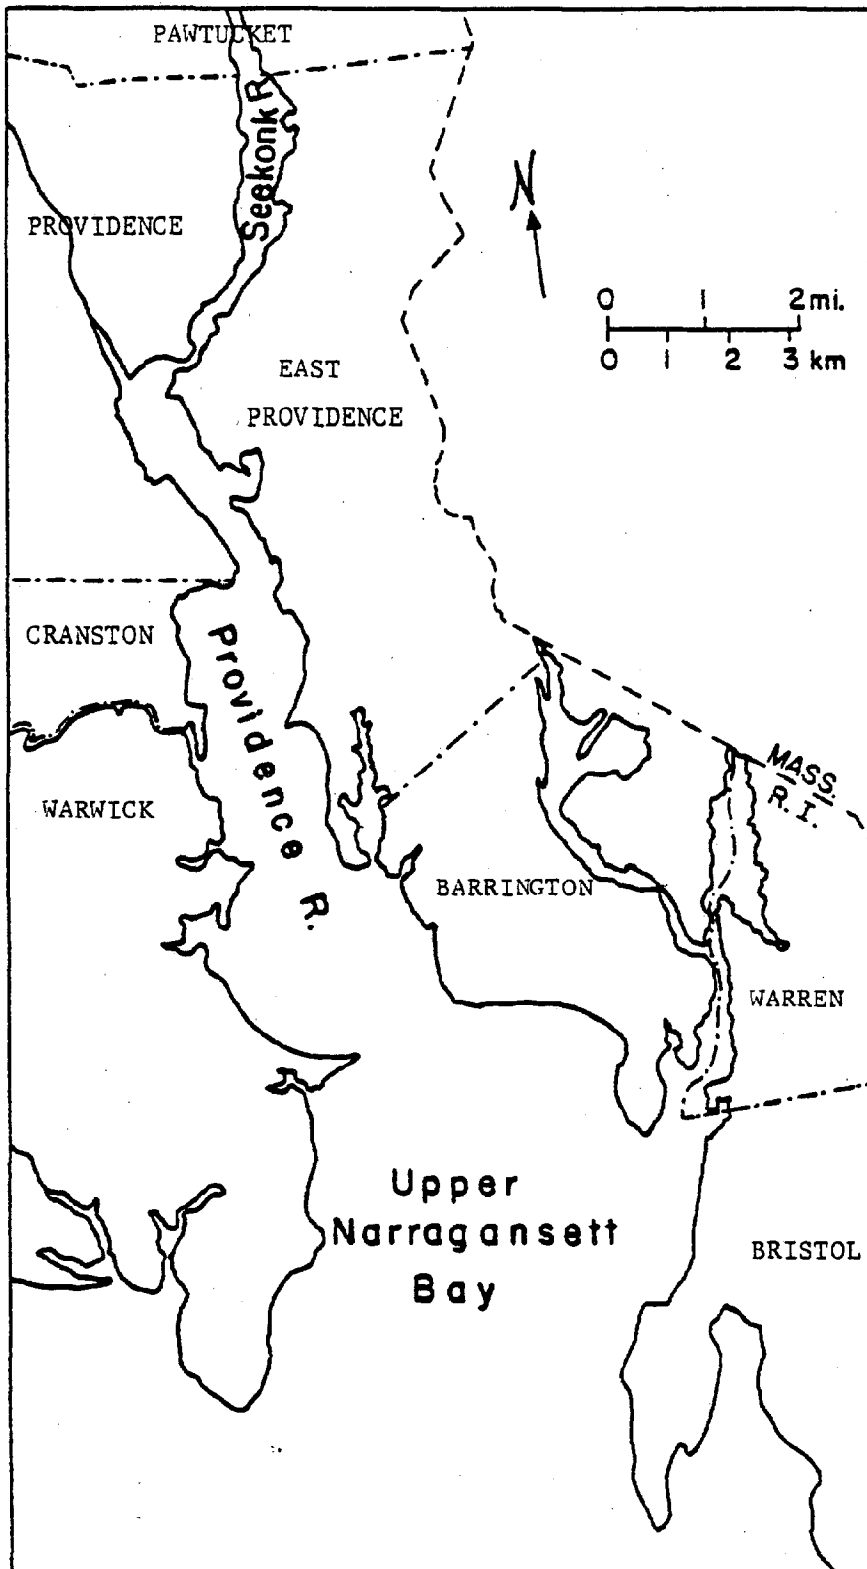 PAWTUCKET
Seekonk R.
N
PROVIDENCE
0 1 2 mi.
0 1 2 3 km
EAST
PROVIDENCE
CRANSTON
Providence R.
MASS.
R. I.
WARWICK
BARRINGTON
WARREN
Upper
Narragansett
Bay
BRISTOL